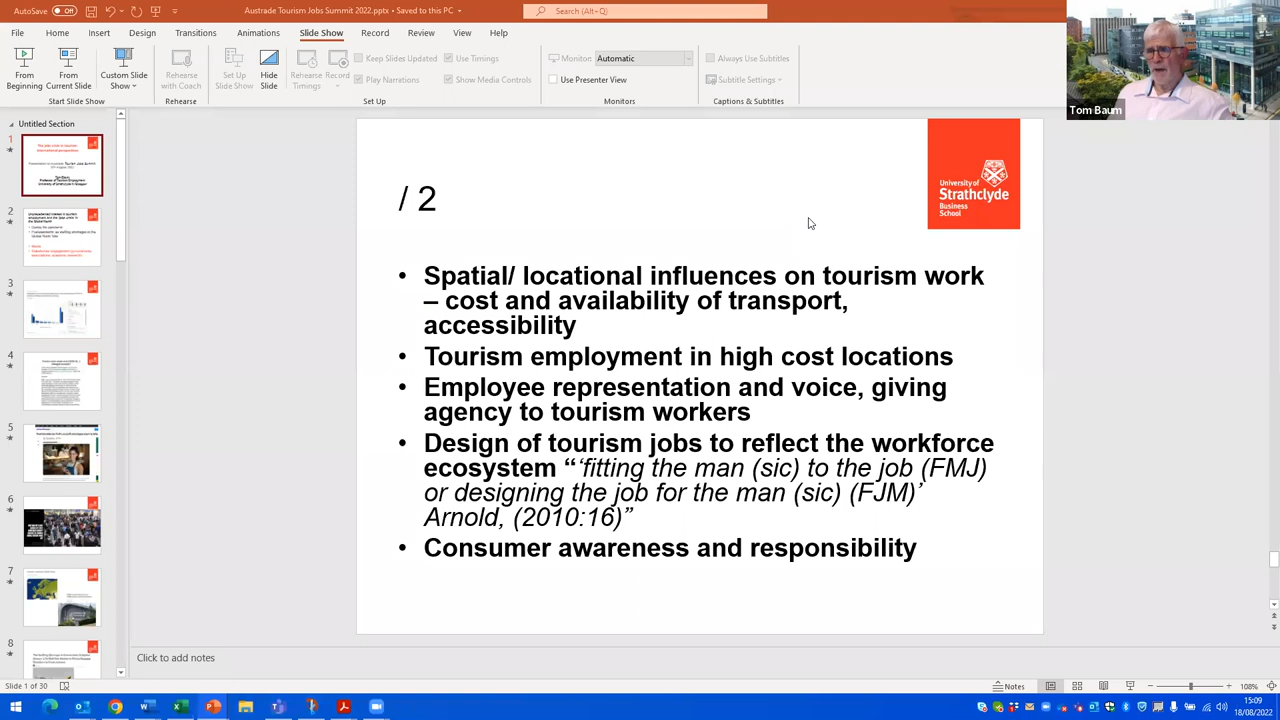 AutoSave Off Austrade Tourism Jobs Summit 2022.pptx • Saved to this PC Search (Alt+Q)
File Home Insert Design Transitions Animations Slide Show Record Review View Help
From Beginning
From Current Slide
Custom Slide Show
Start Slide Show
Rehearse with Coach
Rehearse
Set Up Slide Show
Hide Slide
Rehearse Timings
Record
Keep Slides Updated
Play Narrations
Use Timings
Show Media Controls
Set Up
Monitor: Automatic
Use Presenter View
Monitors
Always Use Subtitles
Subtitle Settings
Captions & Subtitles
Tom Baum
Untitled Section
1
2
3
4
5
6
7
8
/ 2
University of
Strathclyde
Business
School
• Spatial/ locational influences on tourism work
– cost and availability of transport,
accessibility
• Tourism employment in high cost locations
• Employee representation and voice, giving
agency to tourism workers
• Design of tourism jobs to reflect the workforce
ecosystem “‘fitting the man (sic) to the job (FMJ)
or designing the job for the man (sic) (FJM)’
Arnold, (2010:16)”
• Consumer awareness and responsibility
Click to add notes
Slide 1 of 30 Notes 108%
15:09
18/08/2022